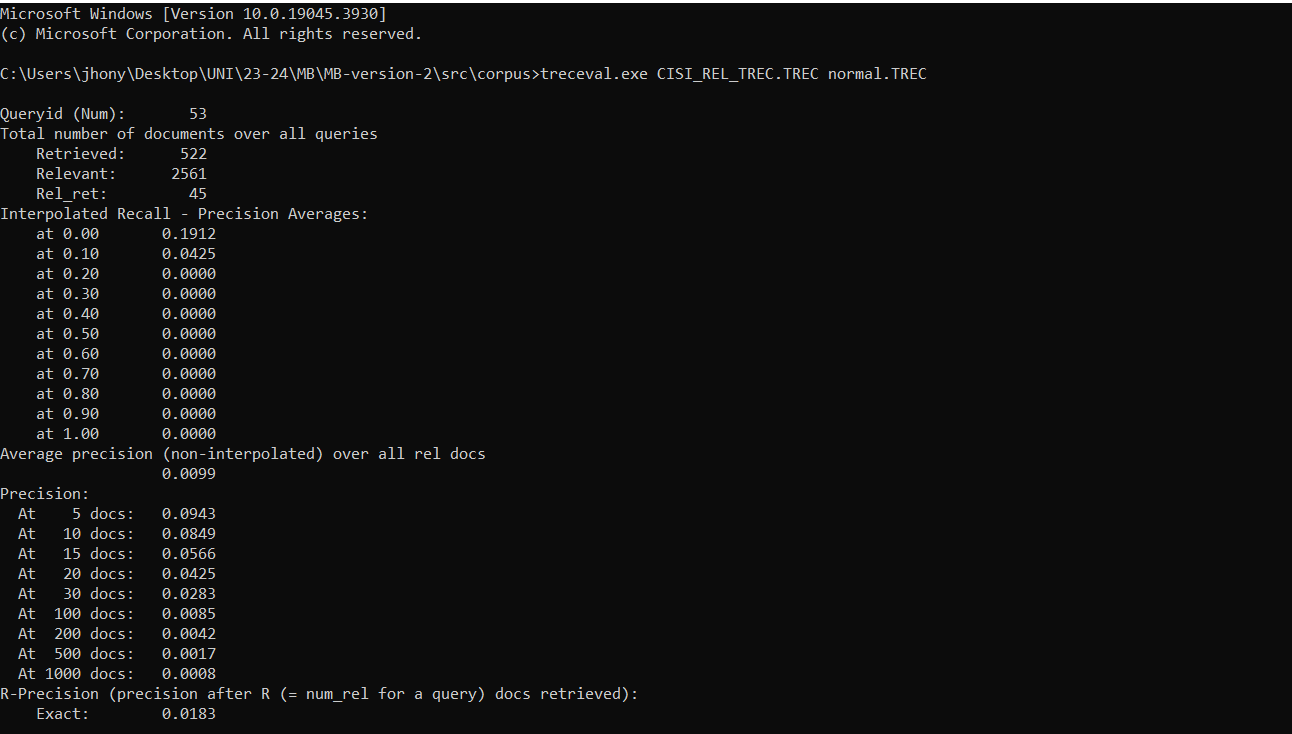 Microsoft Windows [Version 10.0.19045.3930]
(c) Microsoft Corporation. All rights reserved.
C:\Users\jhony\Desktop\UNI\23-24\MB\MB-version-2\src\corpus>treceval.exe CISI_REL_TREC.TREC normal.TREC
Queryid (Num):       53
Total number of documents over all queries
    Retrieved:      522
    Relevant:      2561
    Rel_ret:         45
Interpolated Recall - Precision Averages:
    at 0.00       0.1912
    at 0.10       0.0425
    at 0.20       0.0000
    at 0.30       0.0000
    at 0.40       0.0000
    at 0.50       0.0000
    at 0.60       0.0000
    at 0.70       0.0000
    at 0.80       0.0000
    at 0.90       0.0000
    at 1.00       0.0000
Average precision (non-interpolated) over all rel docs
                  0.0099
Precision:
  At    5 docs:   0.0943
  At   10 docs:   0.0849
  At   15 docs:   0.0566
  At   20 docs:   0.0425
  At   30 docs:   0.0283
  At  100 docs:   0.0085
  At  200 docs:   0.0042
  At  500 docs:   0.0017
  At 1000 docs:   0.0008
R-Precision (precision after R (= num_rel for a query) docs retrieved):
    Exact:        0.0183